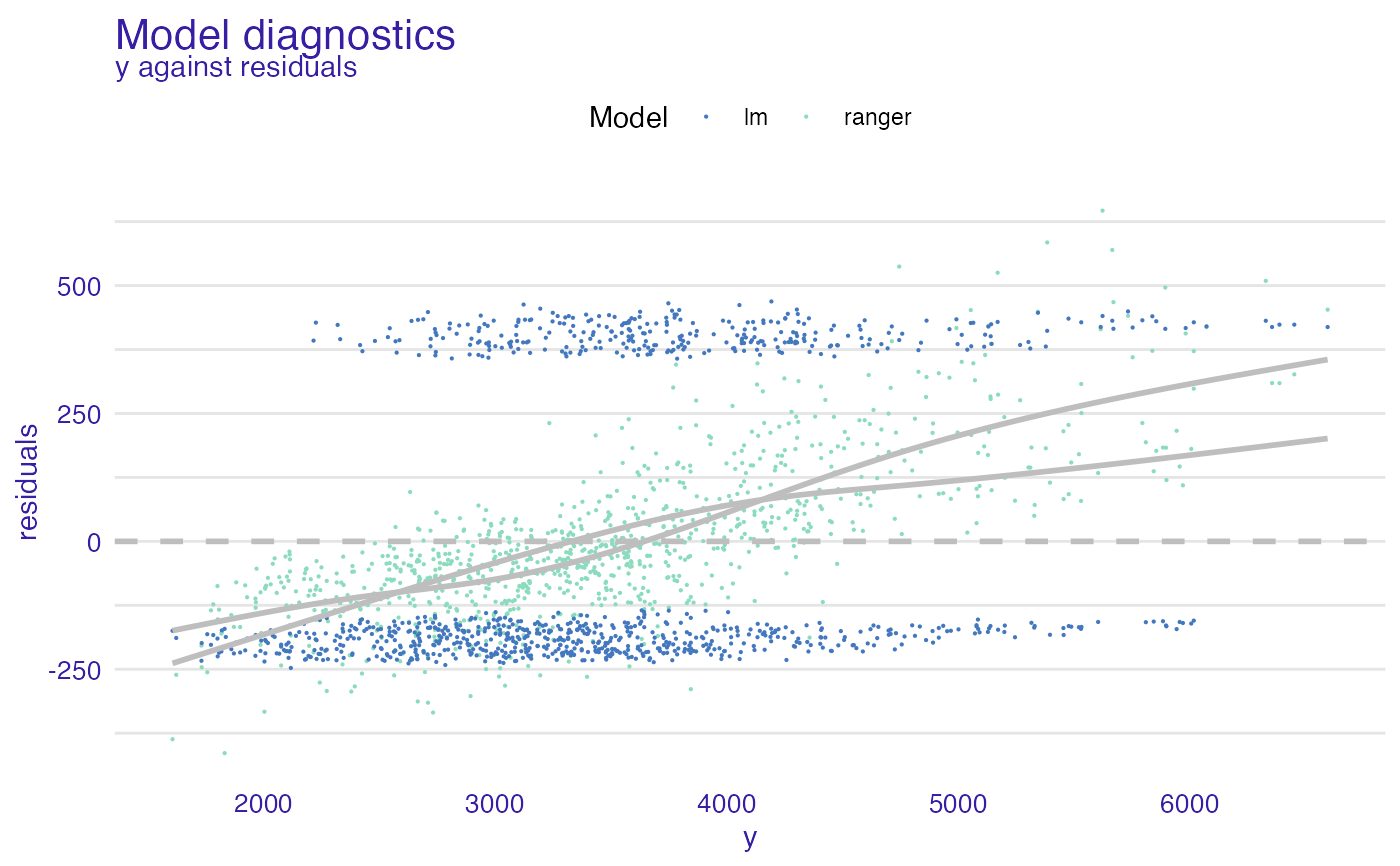 Model diagnostics
y against residuals
Model lm ranger
500
250
0
-250
residuals
2000 3000 4000 5000 6000
y